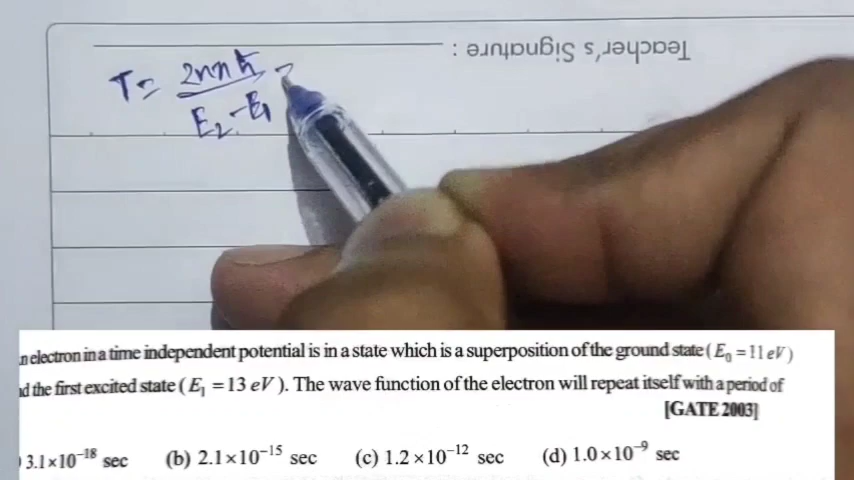 Teacher's Signature :
T = 2nπħ / E₂ - E₁ =
n electron in a time independent potential is in a state which is a superposition of the ground state ( E₀ = 11 eV )
d the first excited state ( E₁ = 13 eV ). The wave function of the electron will repeat itself with a period of
[GATE 2003]
) 3.1×10⁻¹⁸ sec (b) 2.1×10⁻¹⁵ sec (c) 1.2×10⁻¹² sec (d) 1.0×10⁻⁹ sec